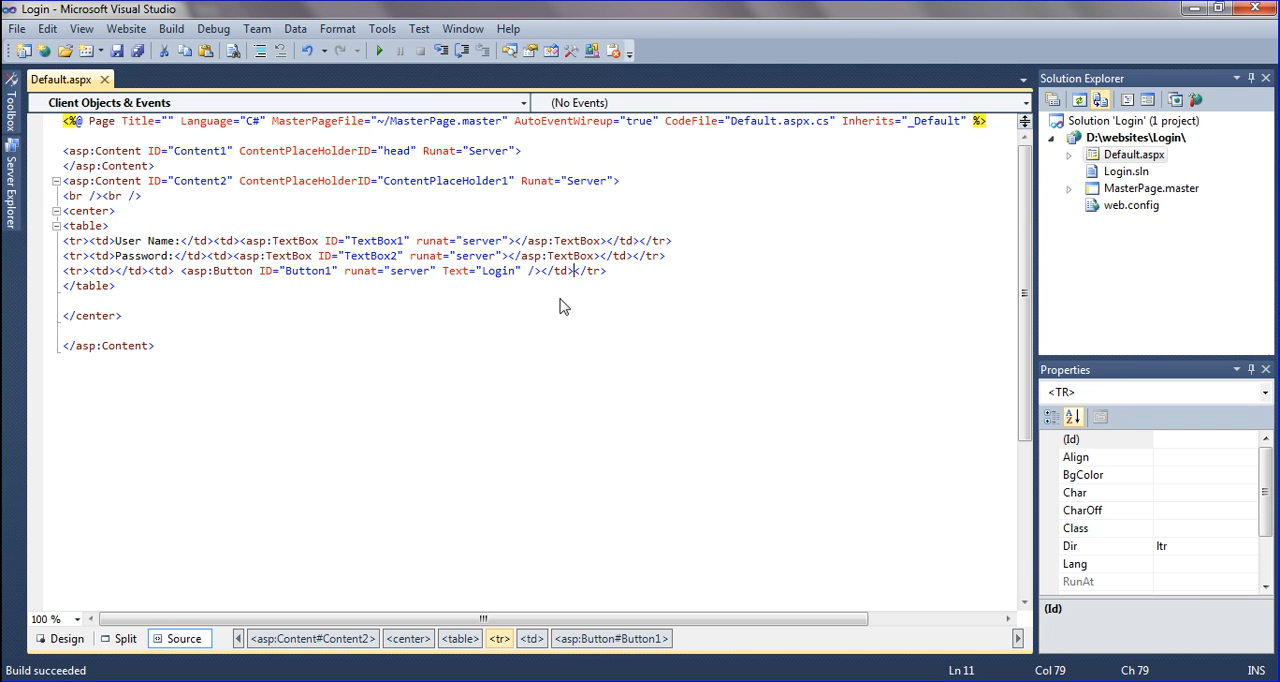 Login - Microsoft Visual Studio
File Edit View Website Build Debug Team Data Format Tools Test Window Help
Default.aspx
Client Objects & Events
(No Events)
<%@ Page Title="" Language="C#" MasterPageFile="~/MasterPage.master" AutoEventWireup="true" CodeFile="Default.aspx.cs" Inherits="_Default" %>
<asp:Content ID="Content1" ContentPlaceHolderID="head" Runat="Server">
</asp:Content>
<asp:Content ID="Content2" ContentPlaceHolderID="ContentPlaceHolder1" Runat="Server">
<br /><br />
<center>
<table>
<tr><td>User Name:</td><td><asp:TextBox ID="TextBox1" runat="server"></asp:TextBox></td></tr>
<tr><td>Password:</td><td><asp:TextBox ID="TextBox2" runat="server"></asp:TextBox></td></tr>
<tr><td></td><td> <asp:Button ID="Button1" runat="server" Text="Login" /></td></tr>
</table>
</center>
</asp:Content>
Toolbox
Server Explorer
100 %
Design Split Source
<asp:Content#Content2> <center> <table> <tr> <td> <asp:Button#Button1>
Solution Explorer
Solution 'Login' (1 project)
D:\websites\Login\
Default.aspx
Login.sln
MasterPage.master
web.config
Properties
<TR>
(Id)
Align
BgColor
Char
CharOff
Class
Dir ltr
Lang
RunAt
(Id)
Build succeeded
Ln 11 Col 79 Ch 79 INS